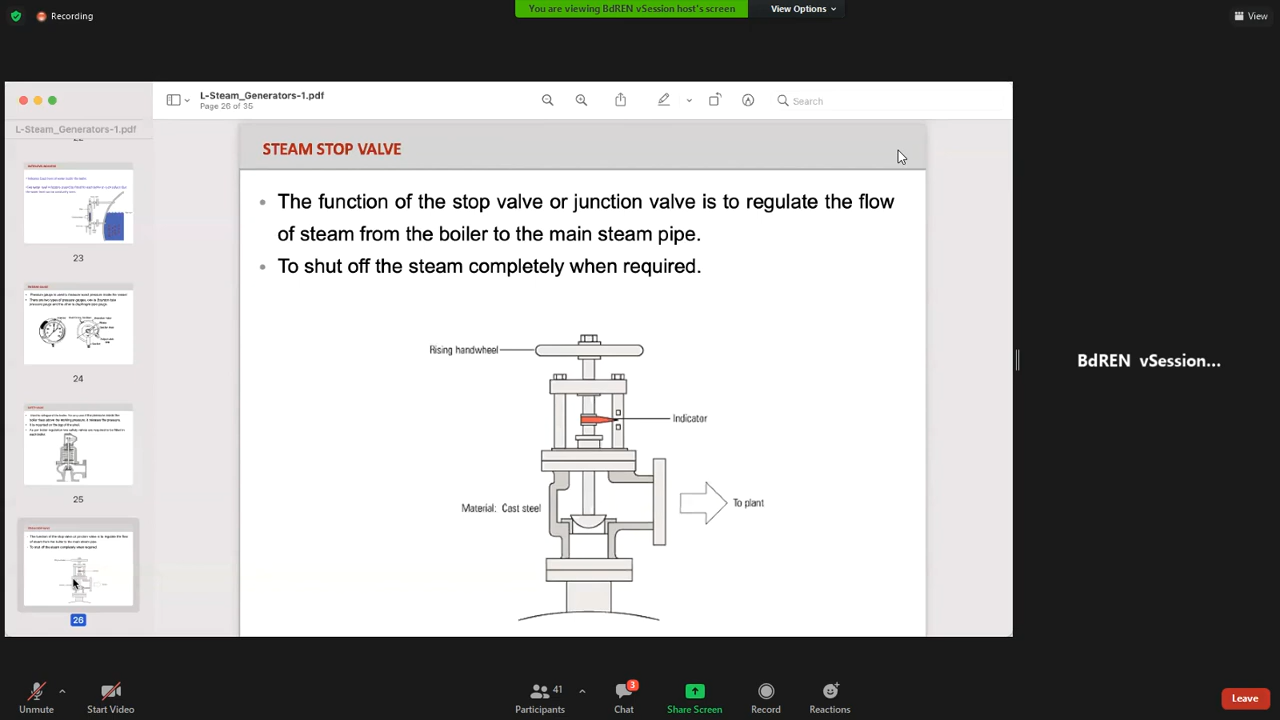 You are viewing BdREN vSession host's screen
View Options
Recording
View
L-Steam_Generators-1.pdf
Page 26 of 35
Search
L-Steam_Generators-1.pdf
23
24
25
26
STEAM STOP VALVE
The function of the stop valve or junction valve is to regulate the flow
of steam from the boiler to the main steam pipe.
To shut off the steam completely when required.
Rising handwheel
Indicator
Material: Cast steel
To plant
BdREN vSession...
Unmute
Start Video
Participants
41
Chat
3
Share Screen
Record
Reactions
Leave